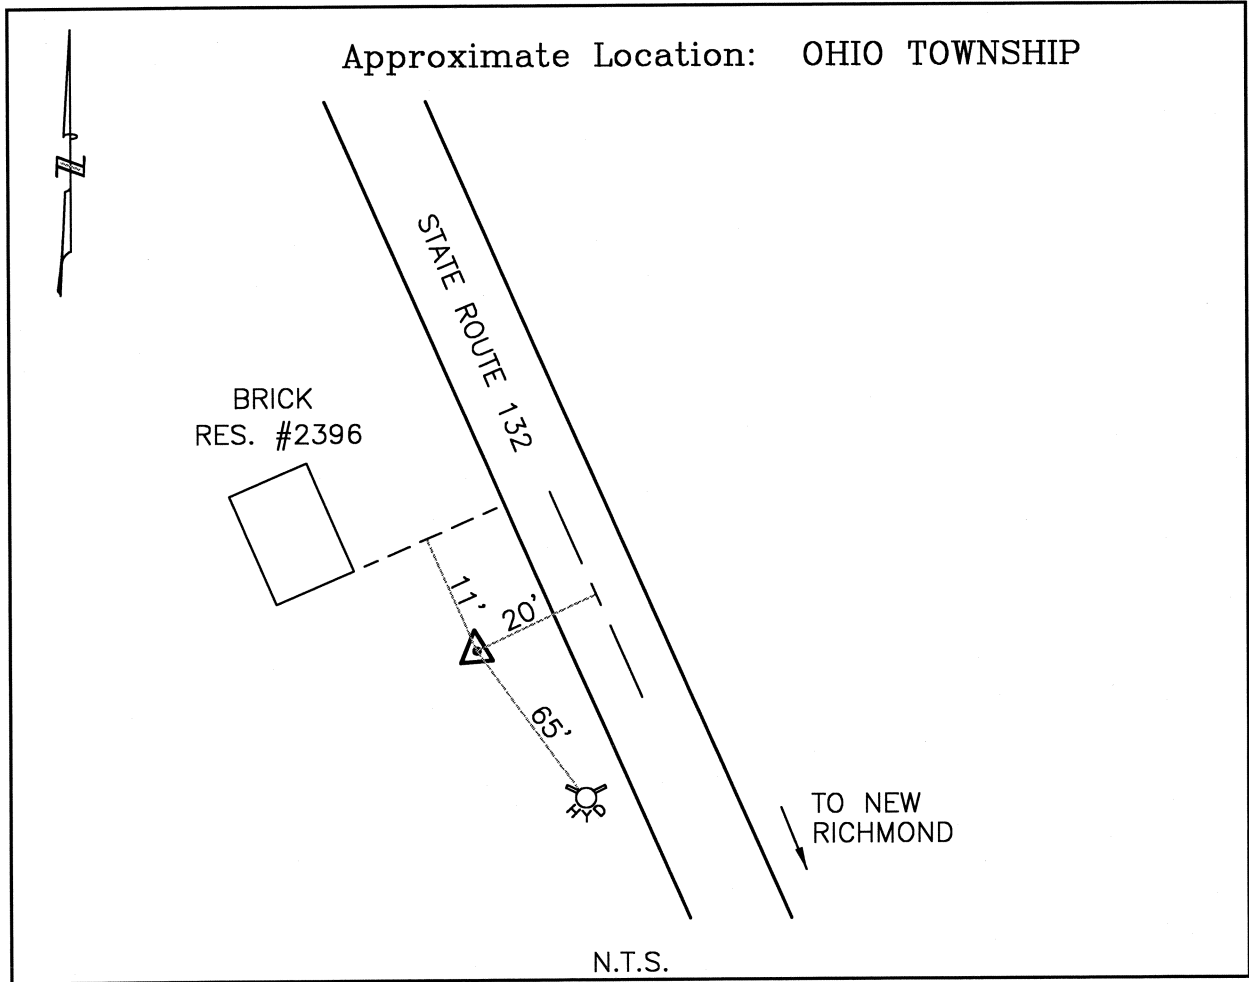 Approximate Location: OHIO TOWNSHIP
N
STATE ROUTE 132
BRICK
RES. #2396
11'
20'
65'
HYD
TO NEW
RICHMOND
N.T.S.